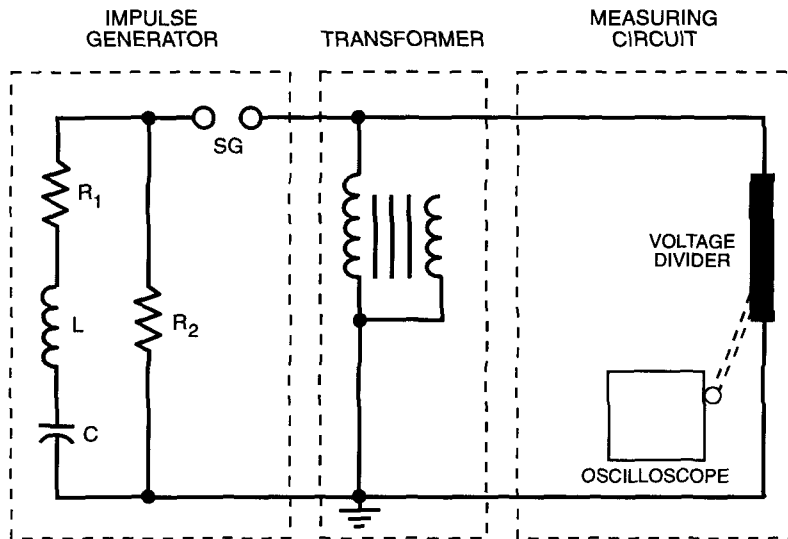 IMPULSE
GENERATOR
TRANSFORMER
MEASURING
CIRCUIT
SG
R1
L
C
R2
VOLTAGE
DIVIDER
OSCILLOSCOPE